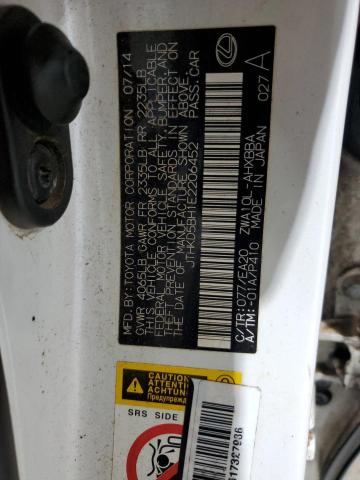 MFD. BY: TOYOTA MOTOR CORPORATION 07/14
GVWR 4065LB GAWR FR 2335LB RR 2235LB
THIS VEHICLE CONFORMS TO ALL APPLICABLE
FEDERAL MOTOR VEHICLE SAFETY, BUMPER, AND
THEFT PREVENTION STANDARDS IN EFFECT ON
THE DATE OF MANUFACTURE SHOWN ABOVE.
JTHKD5BH1E2206452 PASS.CAR
C/TR: 077/EA20 ZWA10L-AHXBBA 027
A/TM: -01A/P410 MADE IN JAPAN A
CAUTION
ATTENTION
ACHTUNG
Предупрежд
SRS SIDE
17327936